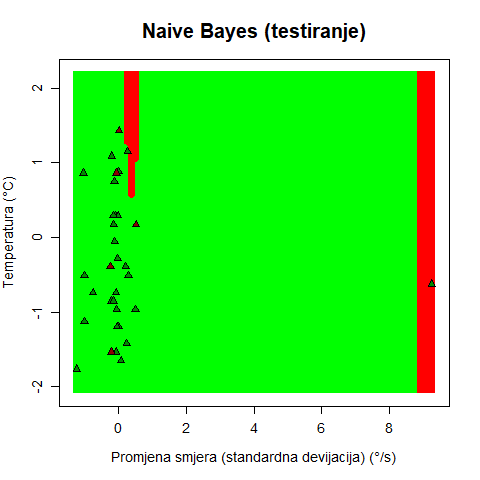 Naive Bayes (testiranje)
Temperatura (°C)
2
1
0
-1
-2
0 2 4 6 8
Promjena smjera (standardna devijacija) (°/s)